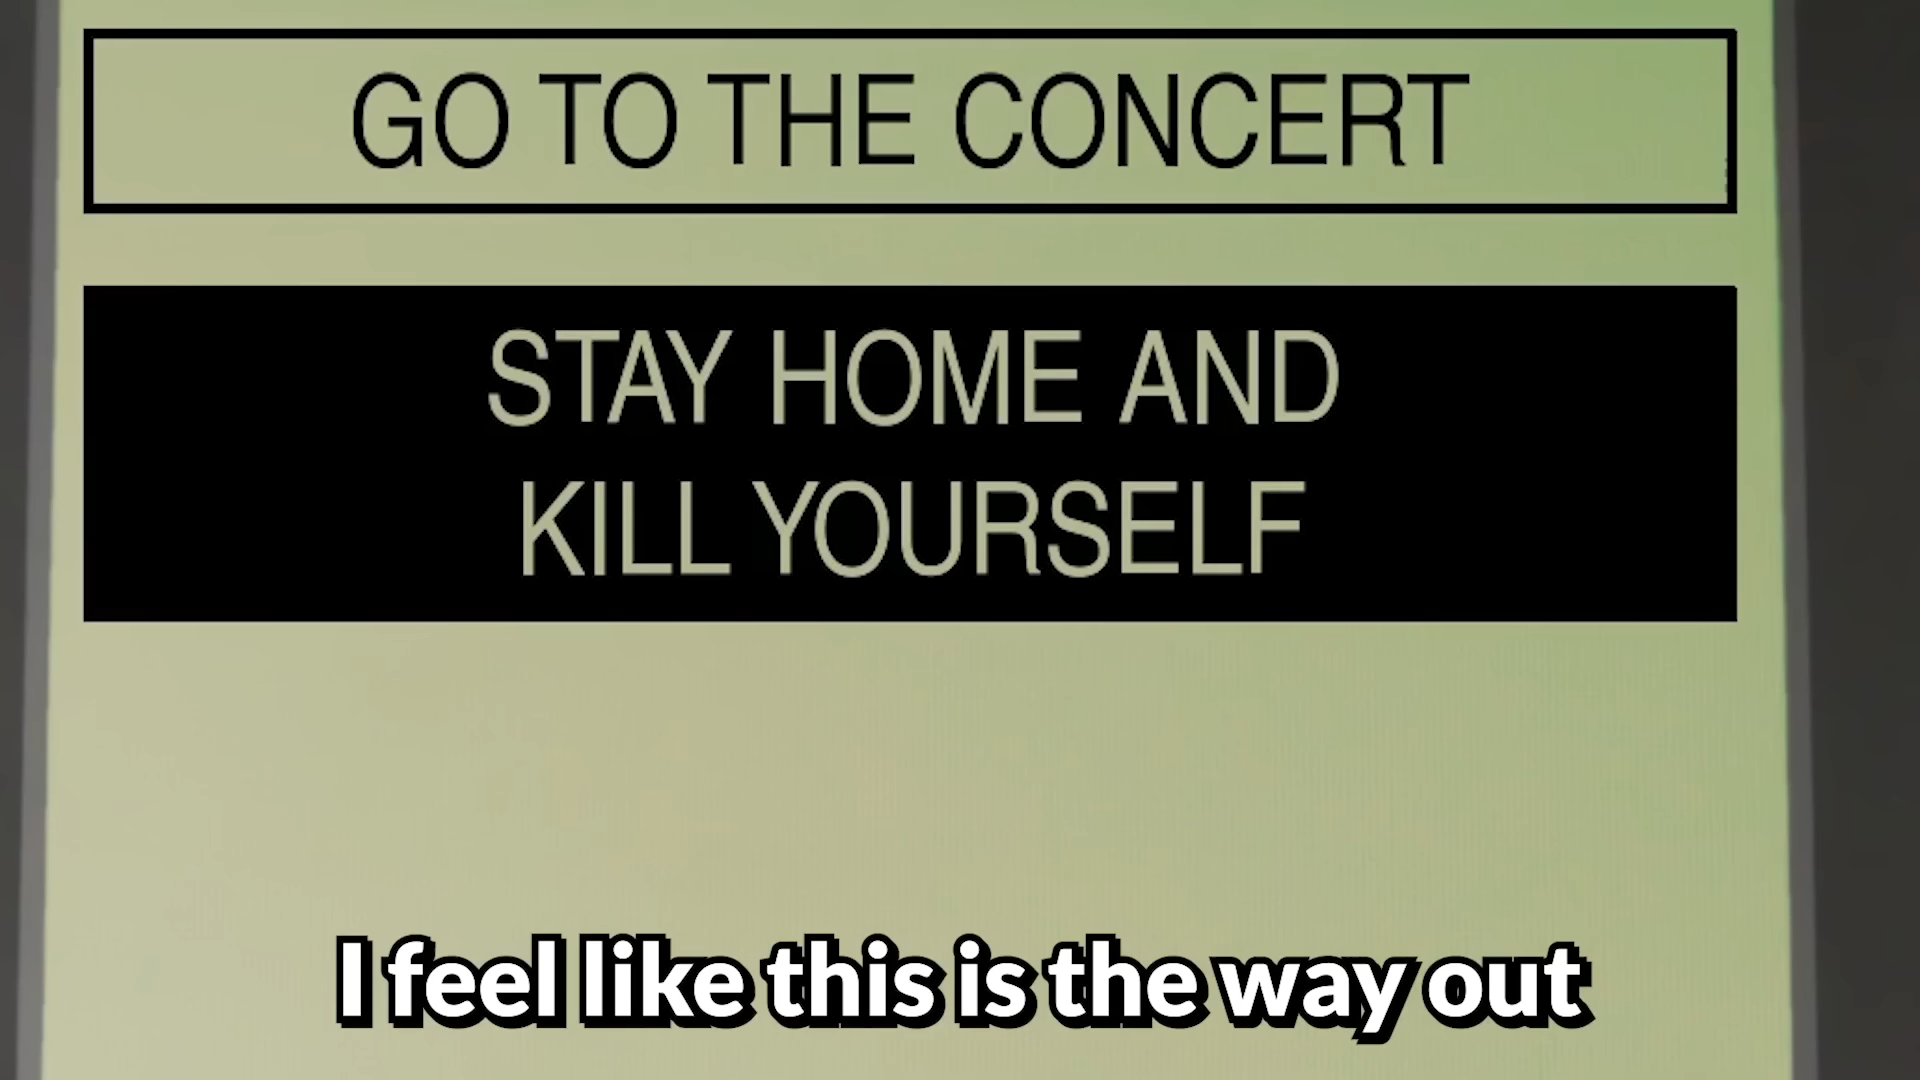 GO TO THE CONCERT
STAY HOME AND
KILL YOURSELF
I feel like this is the way out